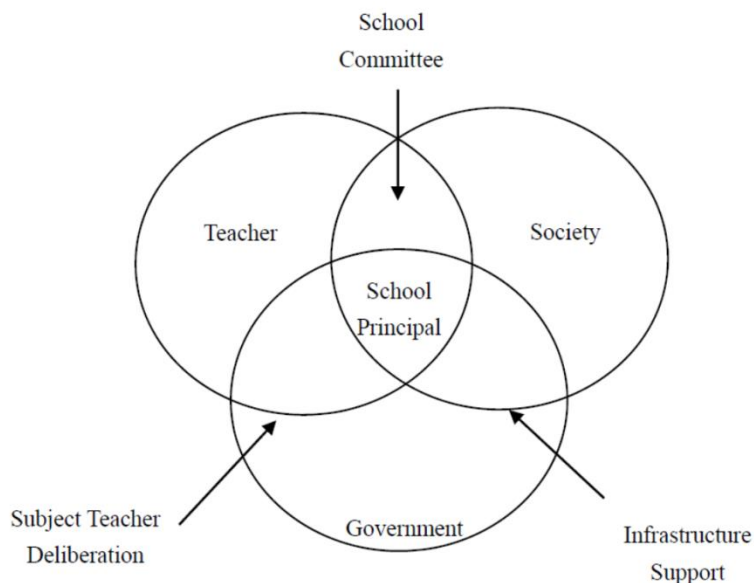 School
Committee
Teacher
Society
School
Principal
Subject Teacher
Deliberation
Government
Infrastructure
Support